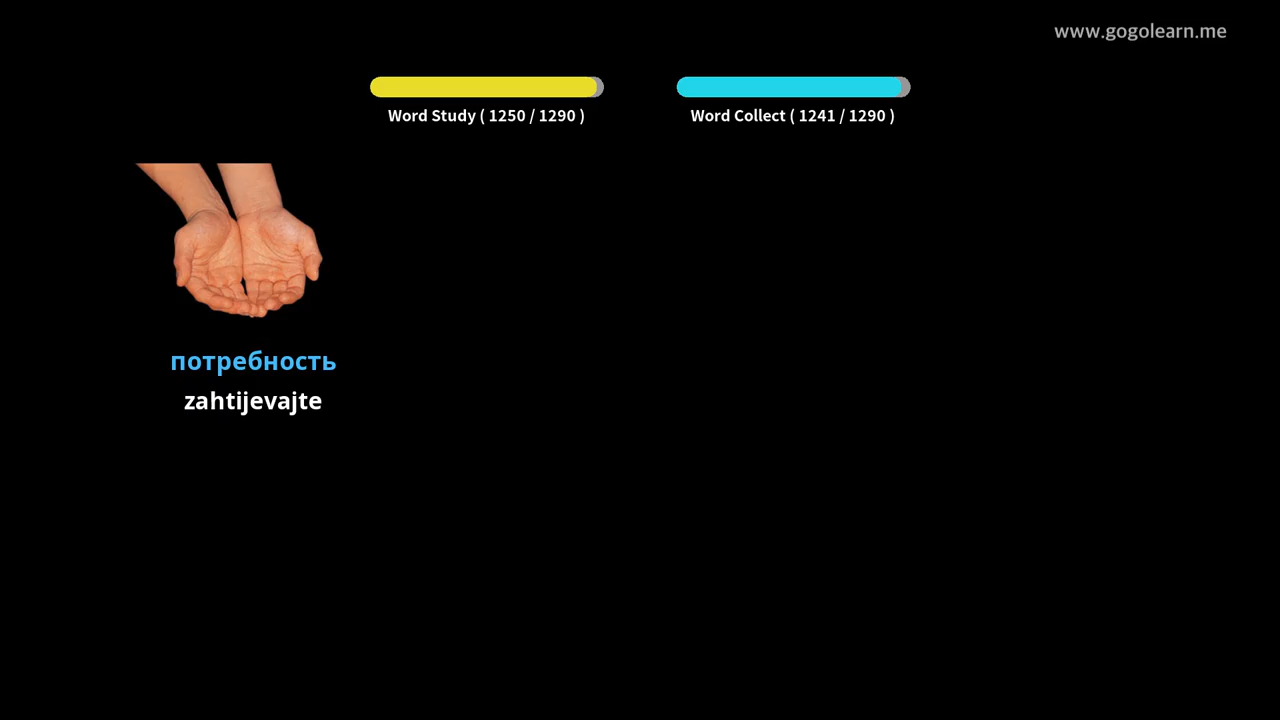 www.gogolearn.me
Word Study ( 1250 / 1290 )
Word Collect ( 1241 / 1290 )
потребность
zahtijevajte